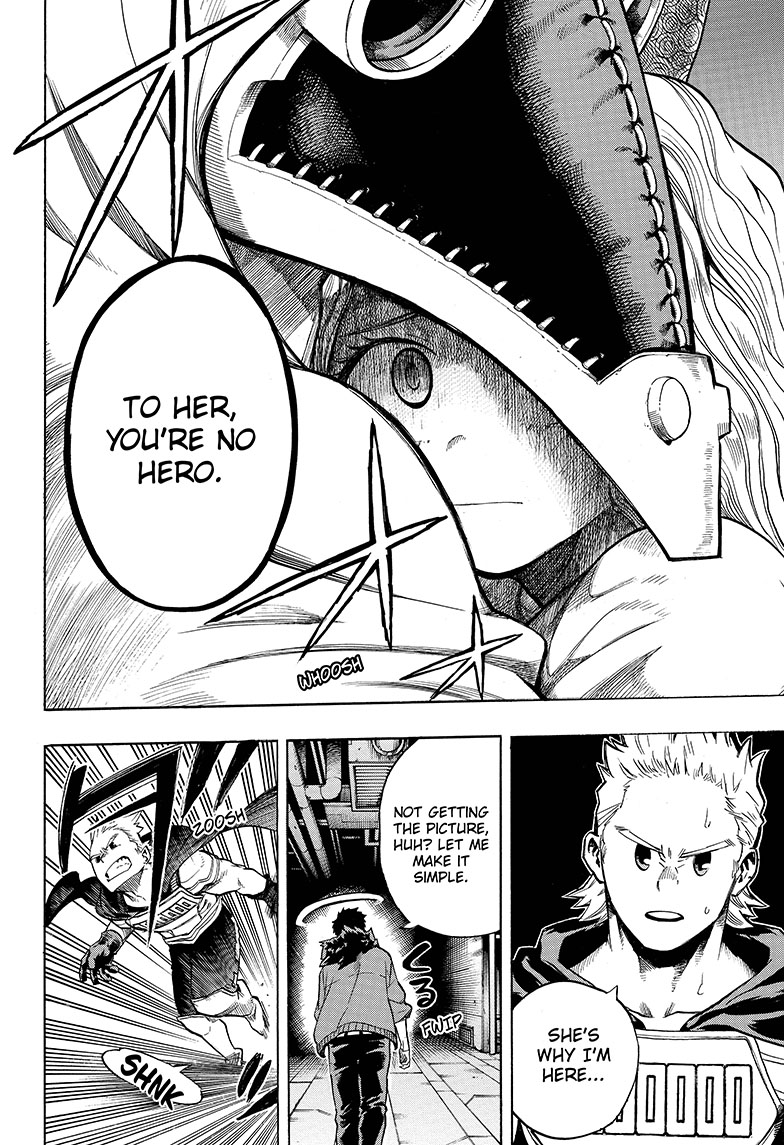 TO HER,
YOU'RE NO
HERO.
WHOOSH
SHE'S
WHY I'M
HERE...
NOT GETTING
THE PICTURE,
HUH? LET ME
MAKE IT
SIMPLE.
くる
FWIP
ZOOSH
SHNK